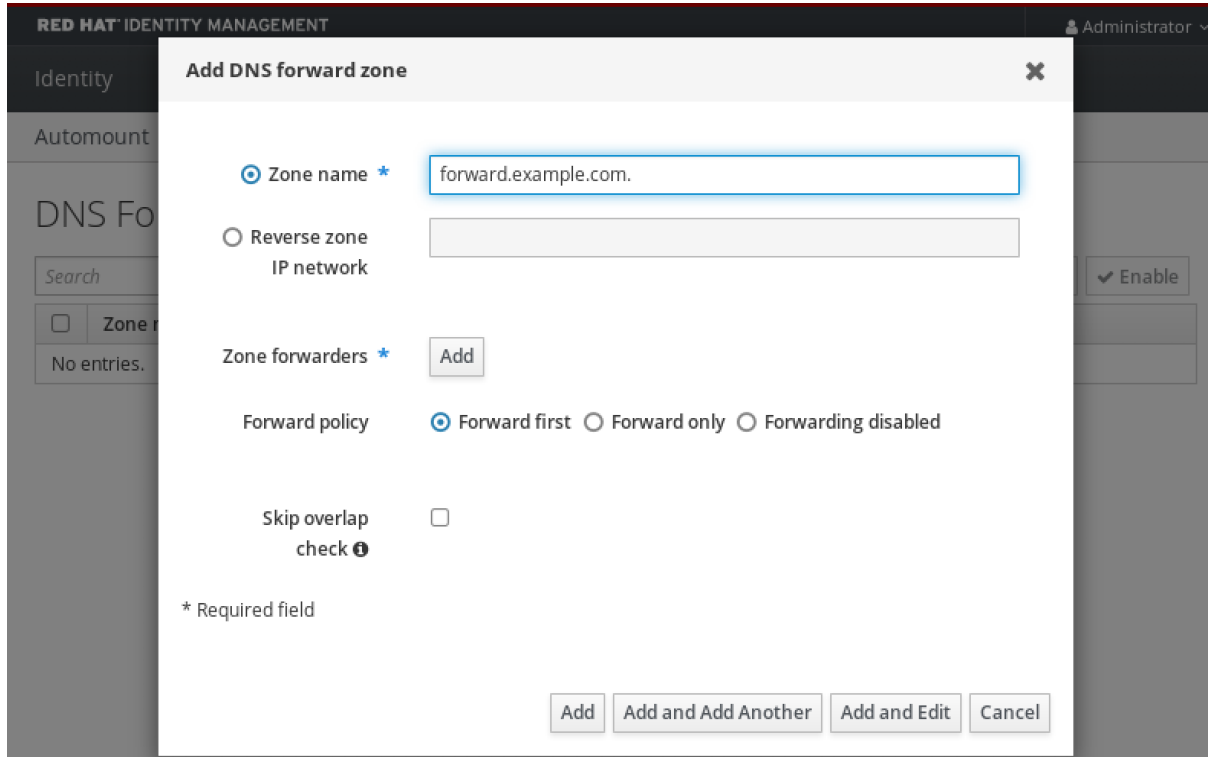 RED HAT IDENTITY MANAGEMENT
Administrator
Identity
Add DNS forward zone
Automount
Zone name *
forward.example.com.
DNS Fo
Reverse zone
IP network
Search
Enable
Zone
No entries.
Zone forwarders *
Add
Forward policy
Forward first
Forward only
Forwarding disabled
Skip overlap
check
* Required field
Add
Add and Add Another
Add and Edit
Cancel